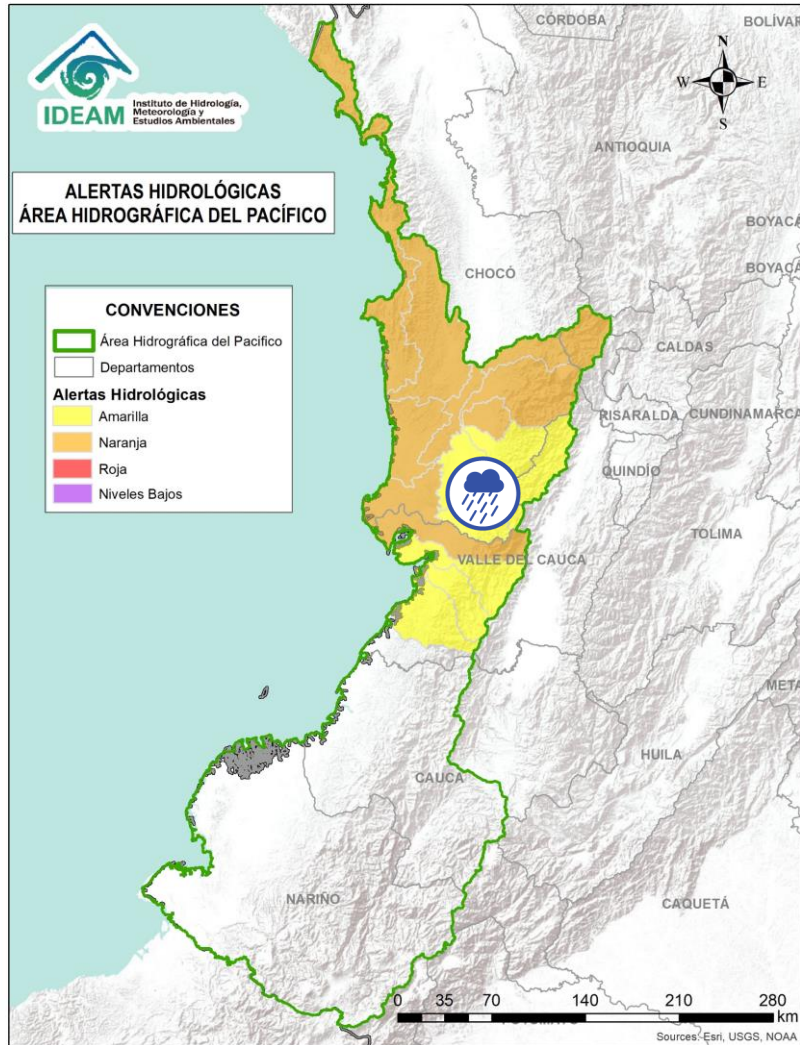 CÓRDOBA
BOLÍVAR
N
W E
S
IDEAM
Instituto de Hidrología,
Meteorología y
Estudios Ambientales
ANTIOQUIA
ALERTAS HIDROLÓGICAS
ÁREA HIDROGRÁFICA DEL PACÍFICO
BOYACÁ
BOYACÁ
CHOCÓ
CONVENCIONES
Área Hidrográfica del Pacifico
Departamentos
Alertas Hidrológicas
Amarilla
Naranja
Roja
Niveles Bajos
CALDAS
RISARALDA
CUNDINAMARCA
QUINDÍO
TOLIMA
VALLE DEL CAUCA
META
HUILA
CAUCA
NARIÑO
CAQUETÁ
0 35 70 140 210 280
km
Sources: Esri, USGS, NOAA